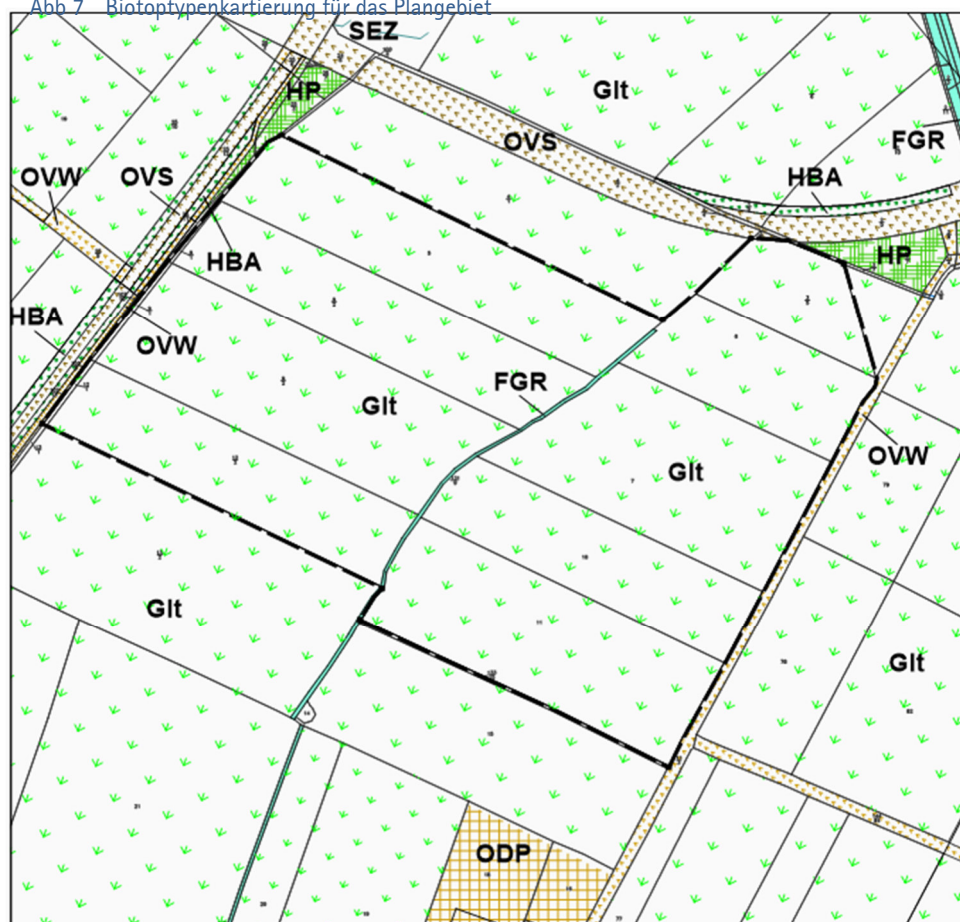 Abb 7 Biotoptypenkartierung für das Plangebiet
SEZ
HP
Glt
OVS
FGR
OVW
OVS
HBA
HBA
HP
HBA
OVW
FGR
Glt
Glt
OVW
Glt
Glt
ODP